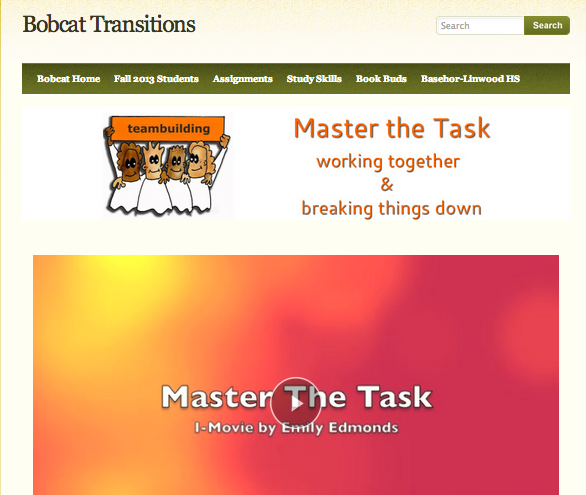 Bobcat Transitions
Search Search
Bobcat Home Fall 2013 Students Assignments Study Skills Book Buds Basehor-Linwood HS
teambuilding
Master the Task
working together
&
breaking things down
Master The Task
I-Movie by Emily Edmonds